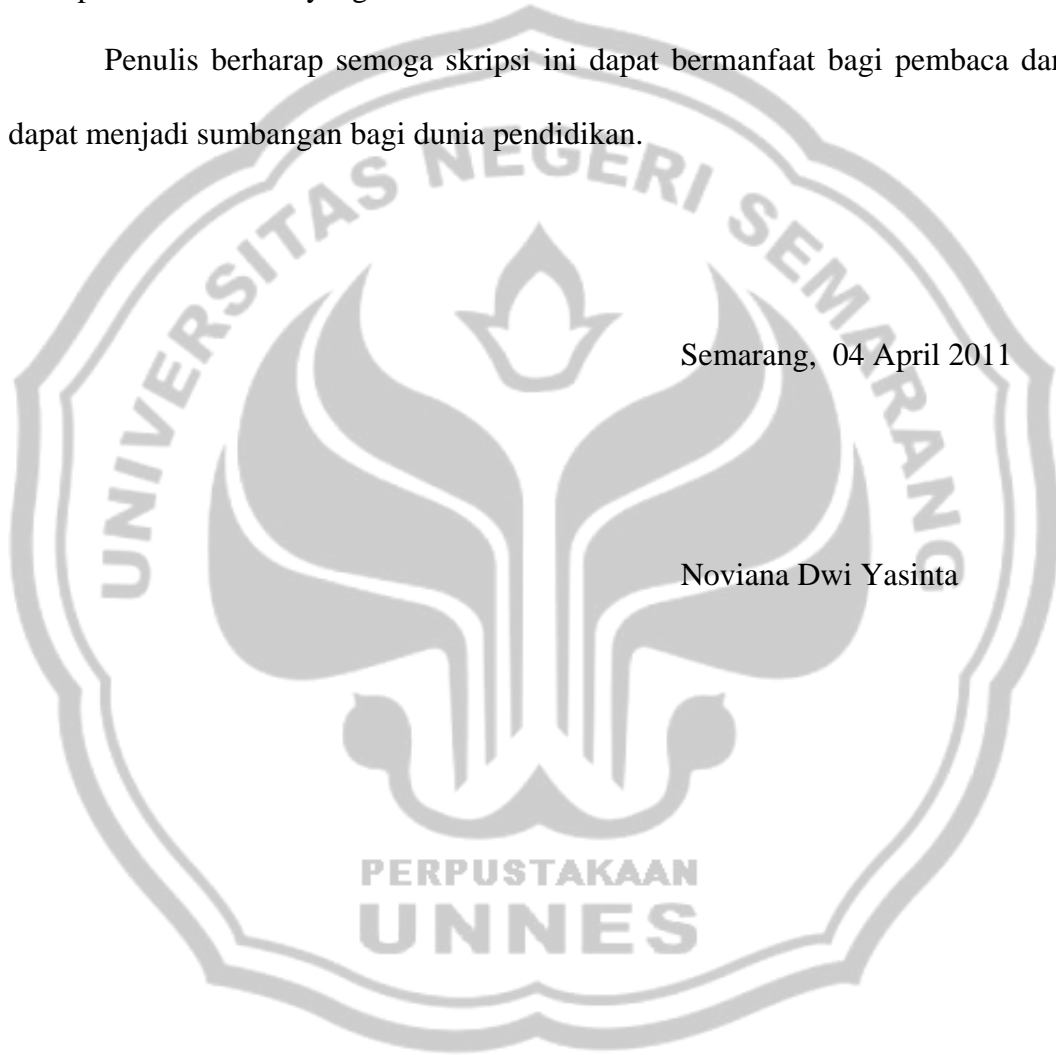 Penulis berharap semoga skripsi ini dapat bermanfaat bagi pembaca dan
dapat menjadi sumbangan bagi dunia pendidikan.
UNIVERSITAS NEGERI SEMARANG
Semarang, 04 April 2011
Noviana Dwi Yasinta
PERPUSTAKAAN
UNNES